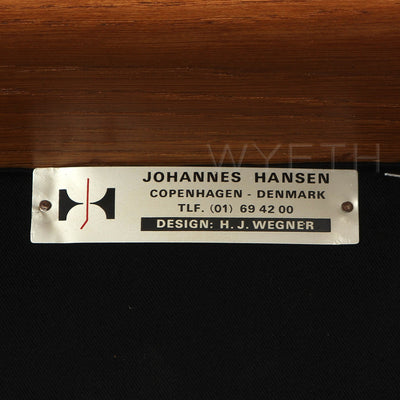 WYETH
JOHANNES HANSEN
COPENHAGEN - DENMARK
TLF. (01) 69 42 00
DESIGN: H. J. WEGNER